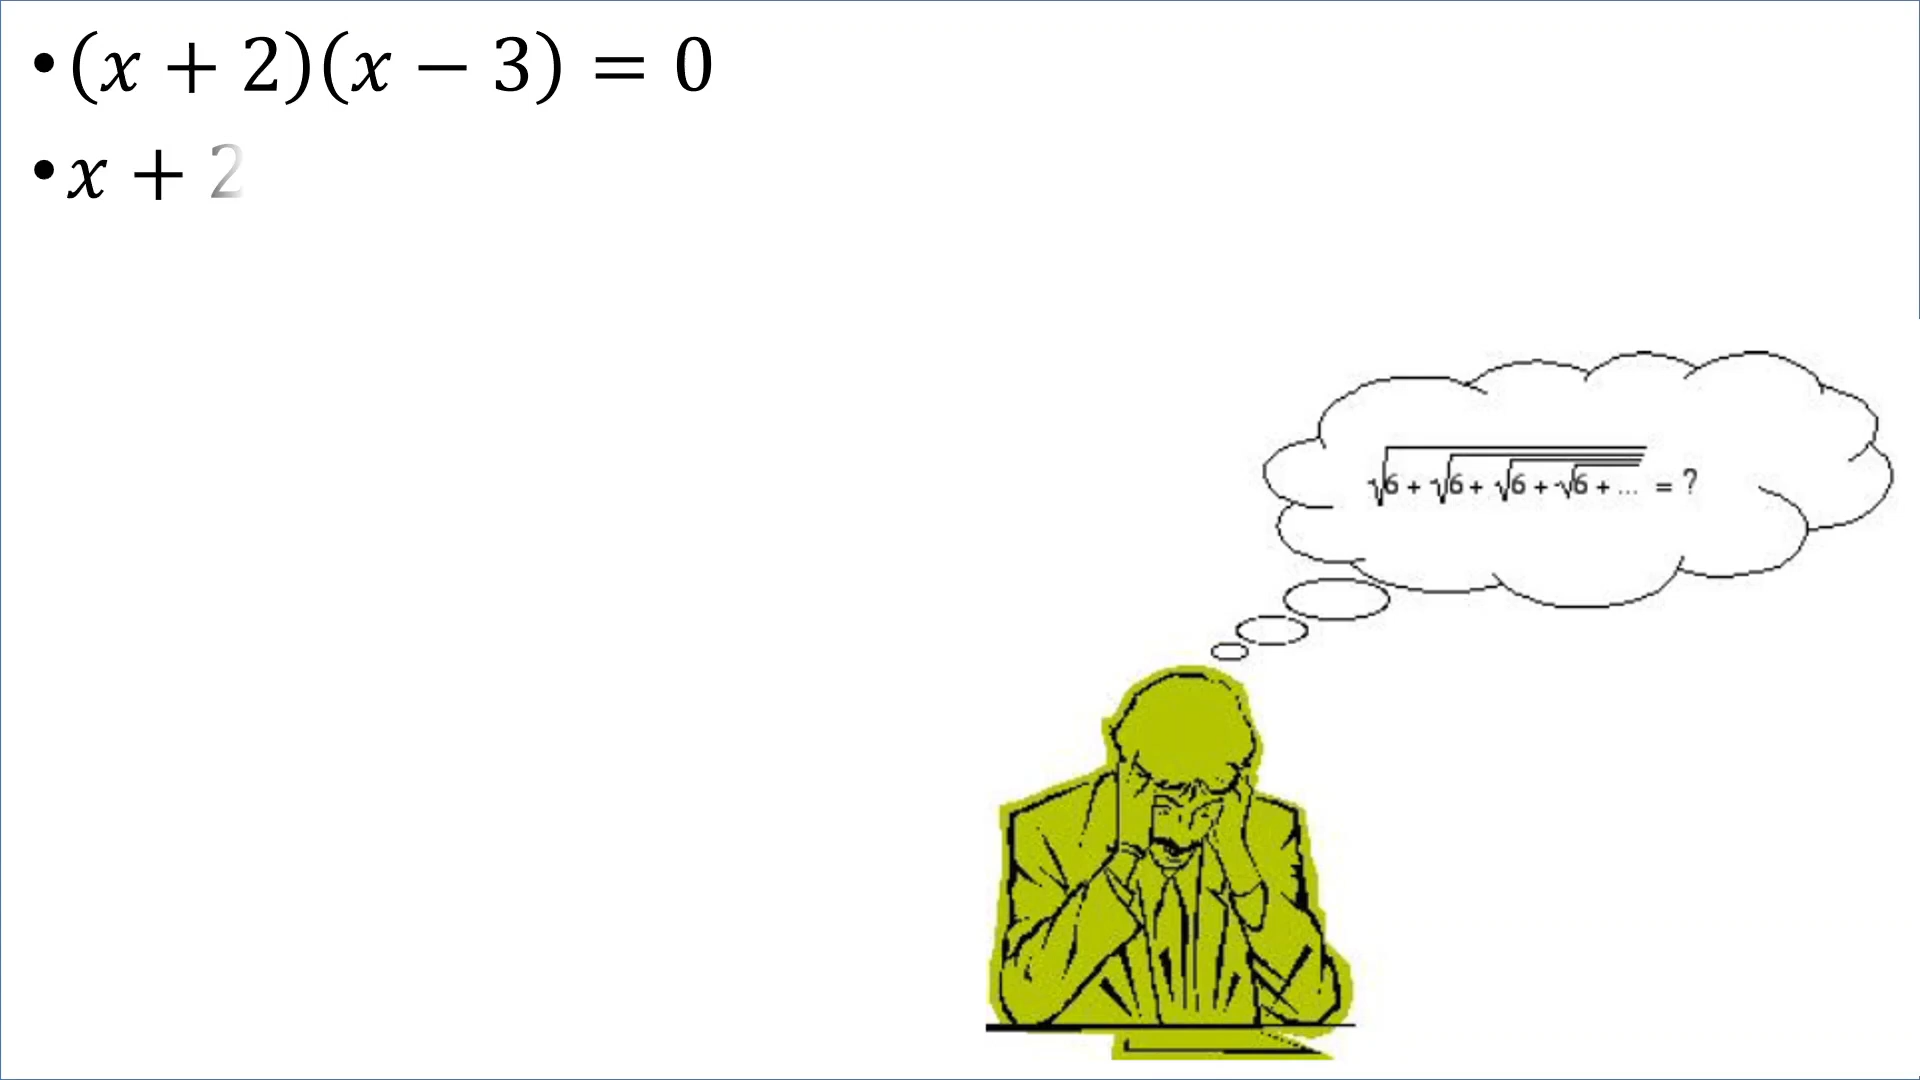 • (x + 2)(x − 3) = 0
• x + 2
√6 + √6 + √6 + √6 + ... = ?